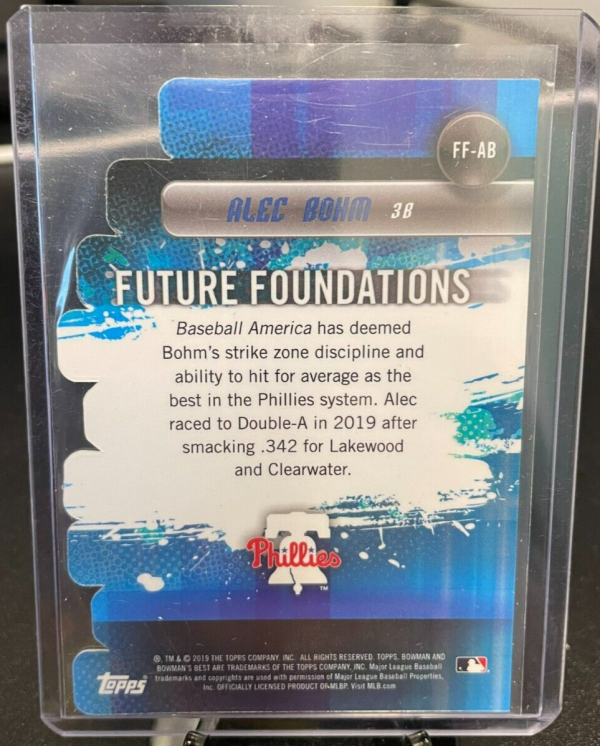 FF-AB
ALEC BOHM 3B
FUTURE FOUNDATIONS
Baseball America has deemed
Bohm's strike zone discipline and
ability to hit for average as the
best in the Phillies system. Alec
raced to Double-A in 2019 after
smacking .342 for Lakewood
and Clearwater.
Phillies
TM
®, TM & © 2019 THE TOPPS COMPANY, INC. ALL RIGHTS RESERVED. TOPPS, BOWMAN AND
BOWMAN'S BEST ARE TRADEMARKS OF THE TOPPS COMPANY, INC. Major League Baseball
trademarks and copyrights are used with permission of Major League Baseball Properties,
Inc. OFFICIALLY LICENSED PRODUCT OF MLBP. Visit MLB.com
topps